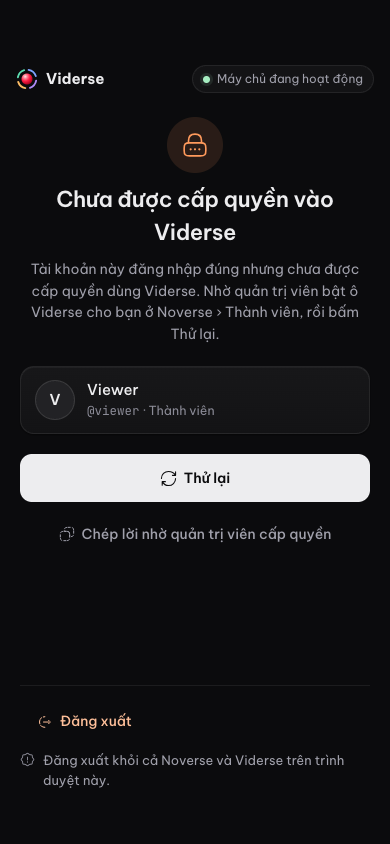 Viderse
Máy chủ đang hoạt động
Chưa được cấp quyền vào
Viderse
Tài khoản này đăng nhập đúng nhưng chưa được
cấp quyền dùng Viderse. Nhờ quản trị viên bật ô
Viderse cho bạn ở Noverse › Thành viên, rồi bấm
Thử lại.
V
Viewer
@viewer · Thành viên
Thử lại
Chép lời nhờ quản trị viên cấp quyền
Đăng xuất
Đăng xuất khỏi cả Noverse và Viderse trên trình
duyệt này.